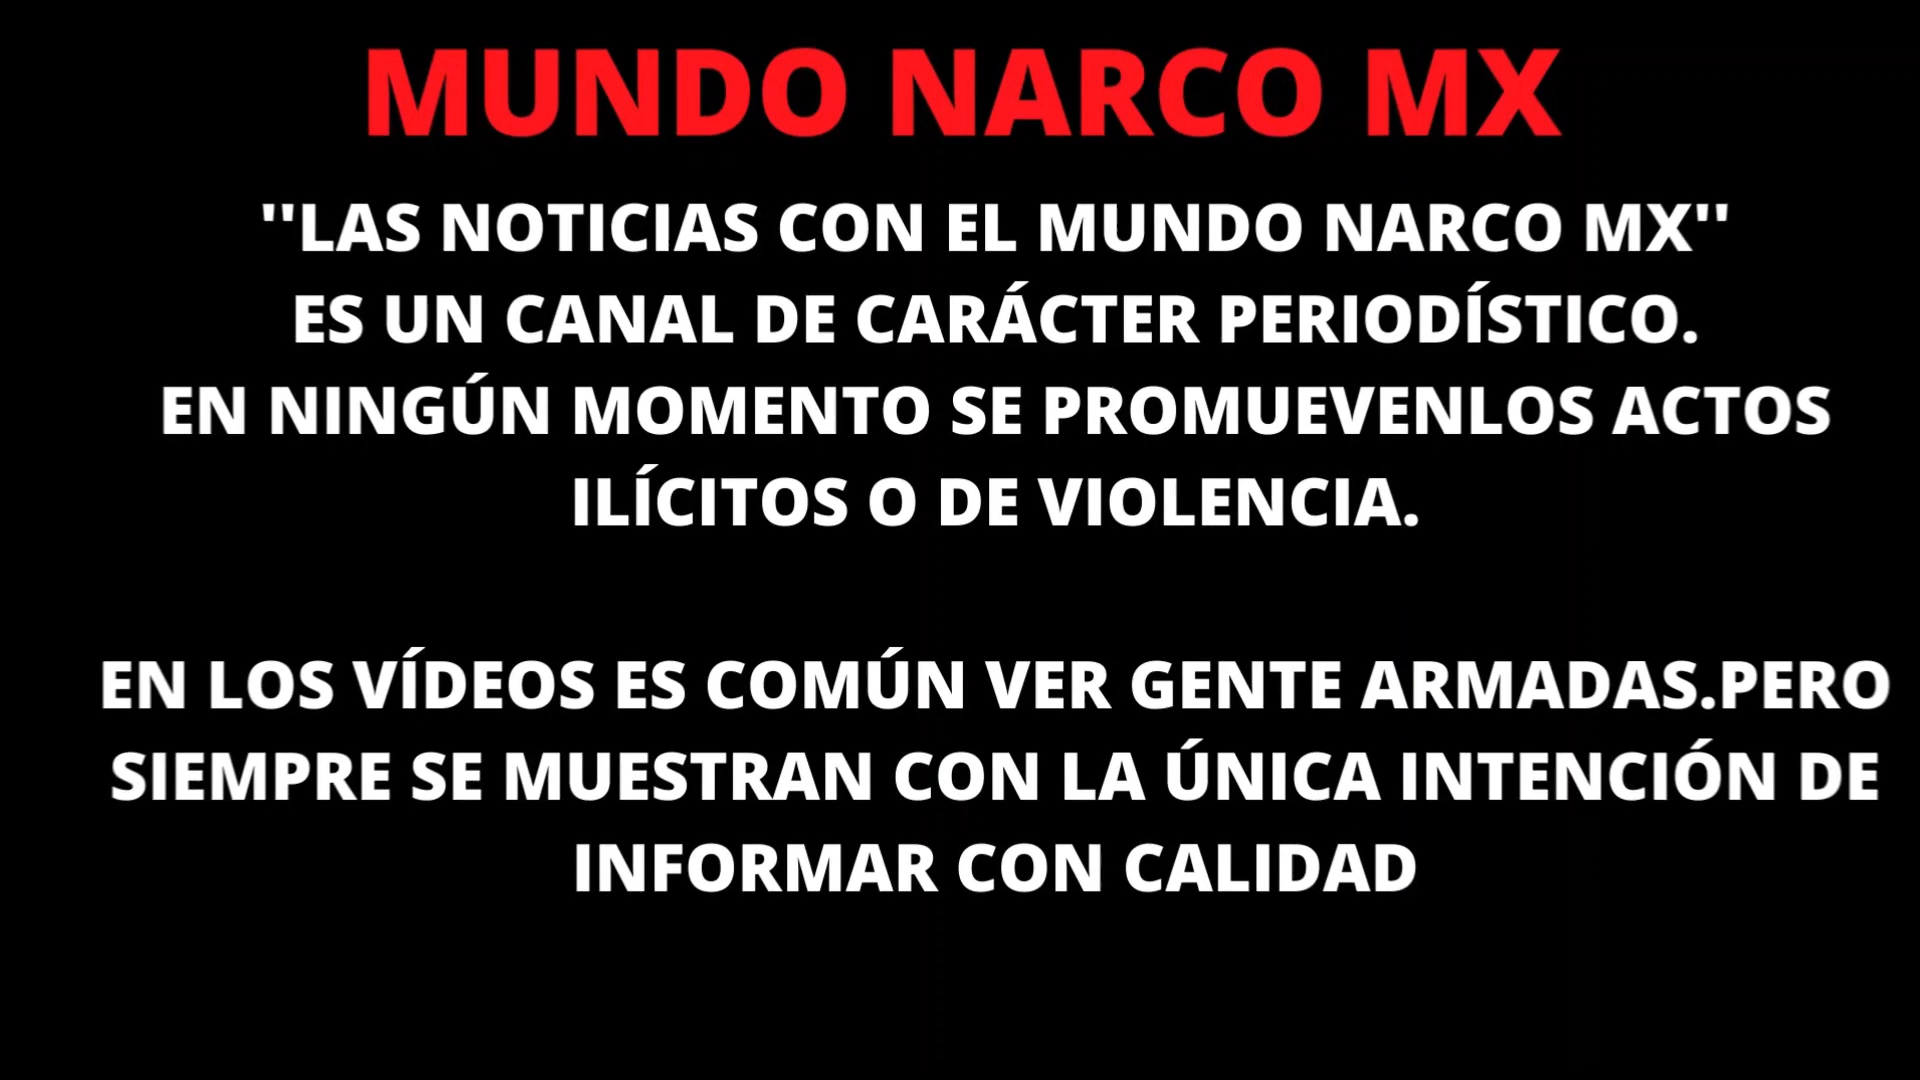 MUNDO NARCO MX
''LAS NOTICIAS CON EL MUNDO NARCO MX''
ES UN CANAL DE CARÁCTER PERIODÍSTICO.
EN NINGÚN MOMENTO SE PROMUEVENLOS ACTOS
ILÍCITOS O DE VIOLENCIA.
EN LOS VÍDEOS ES COMÚN VER GENTE ARMADAS.PERO
SIEMPRE SE MUESTRAN CON LA ÚNICA INTENCIÓN DE
INFORMAR CON CALIDAD